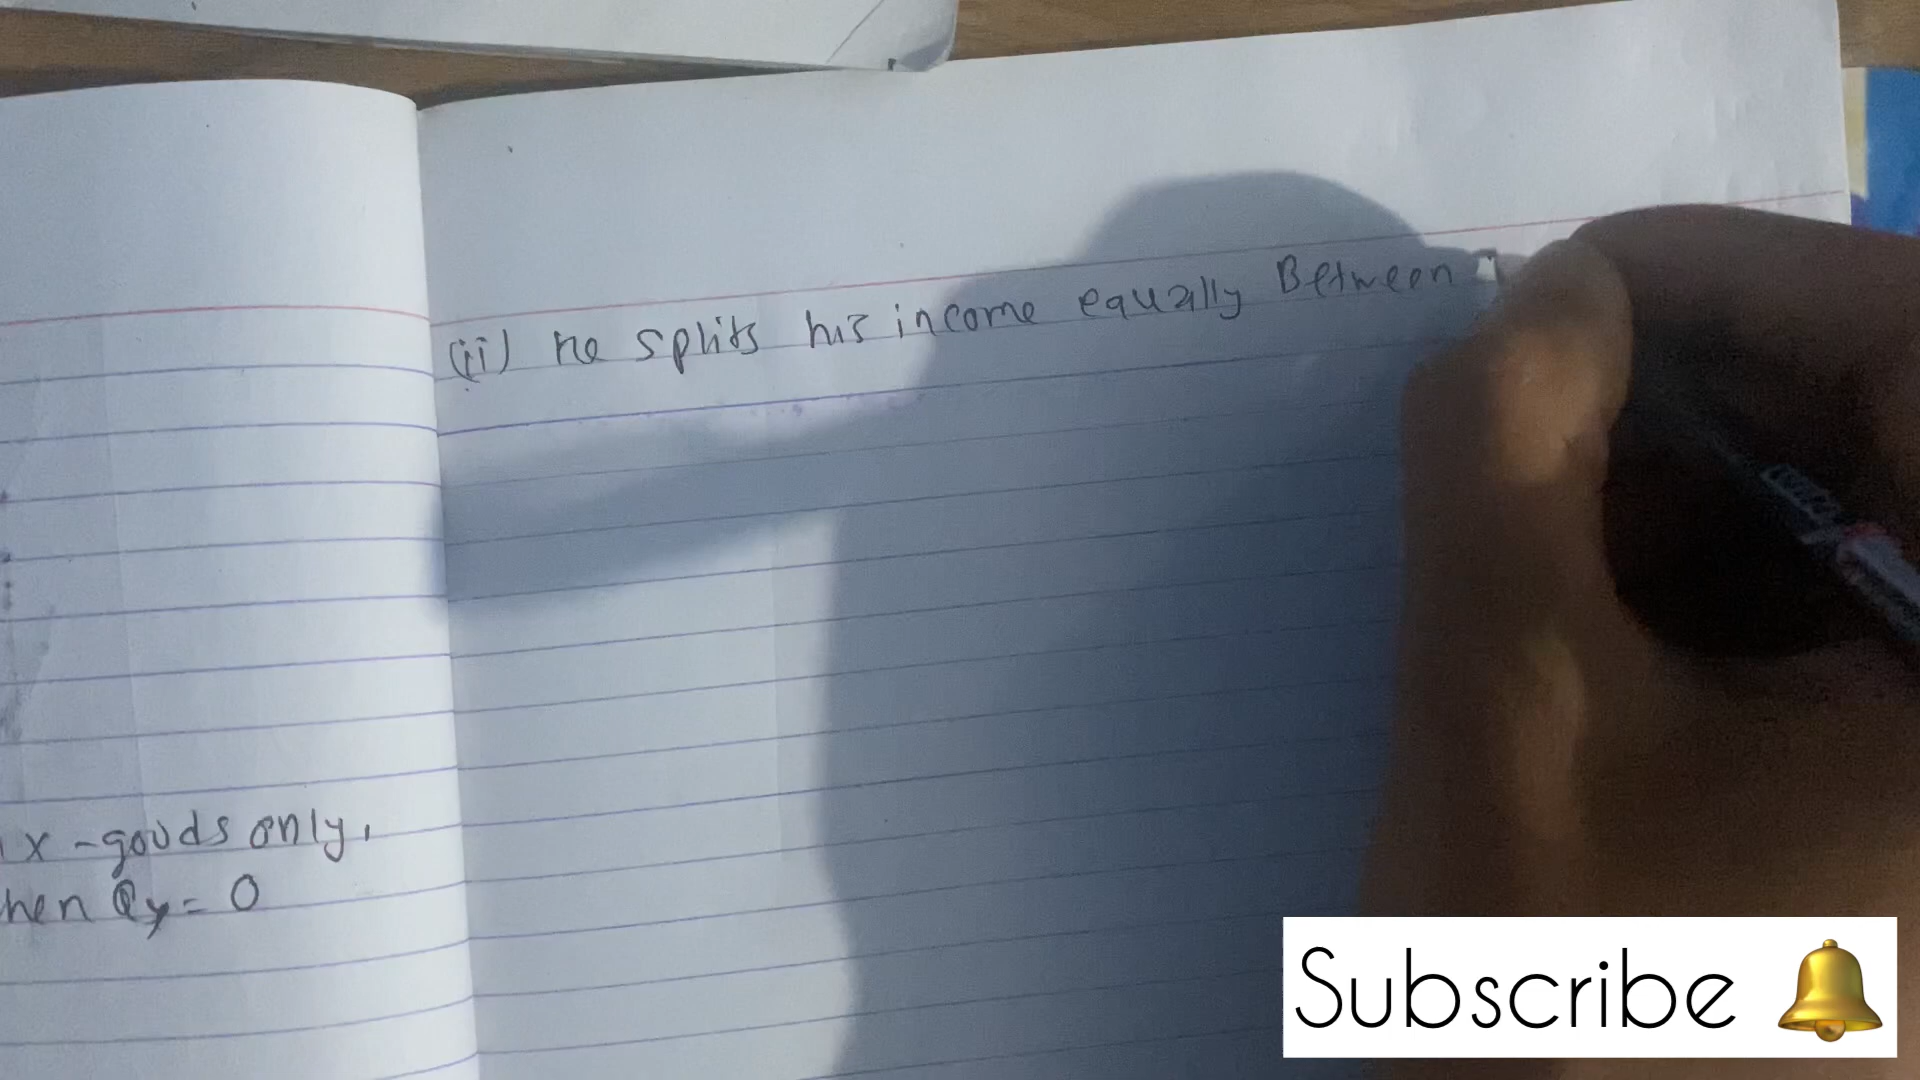 x - goods only,
hen Qy = 0
(ii) he splits his income equally Between
Subscribe